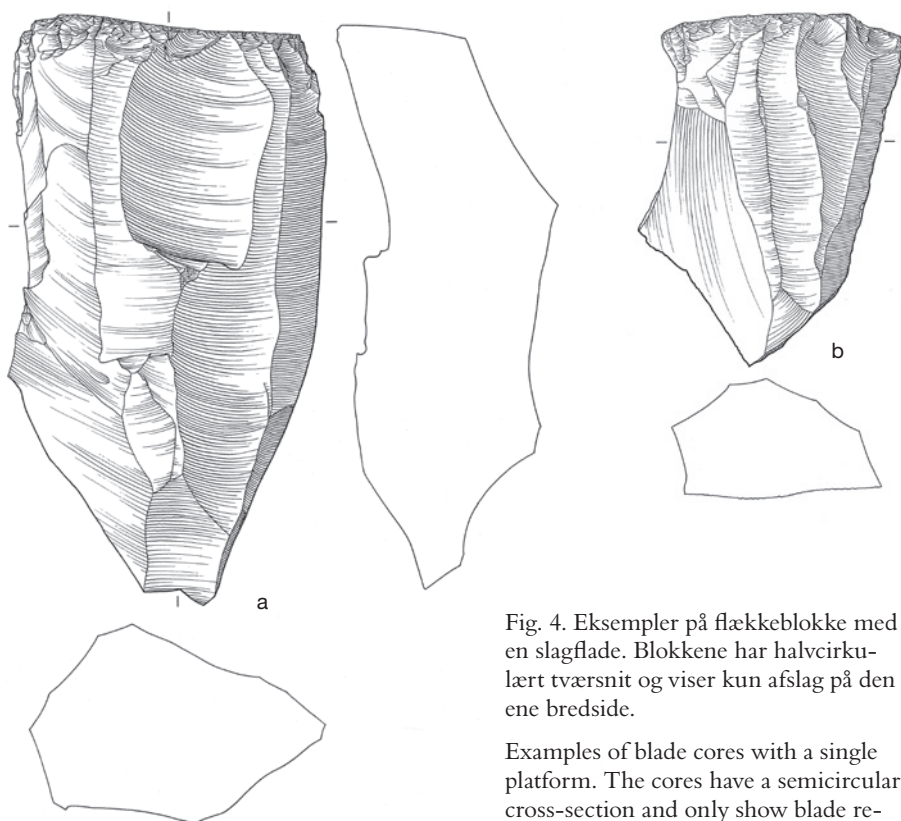 a
b
Fig. 4. Eksempler på flækkeblokke med
en slagflade. Blokkene har halvcirku-
lært tværsnit og viser kun afslag på den
ene bredside.
Examples of blade cores with a single
platform. The cores have a semicircular
cross-section and only show blade re-